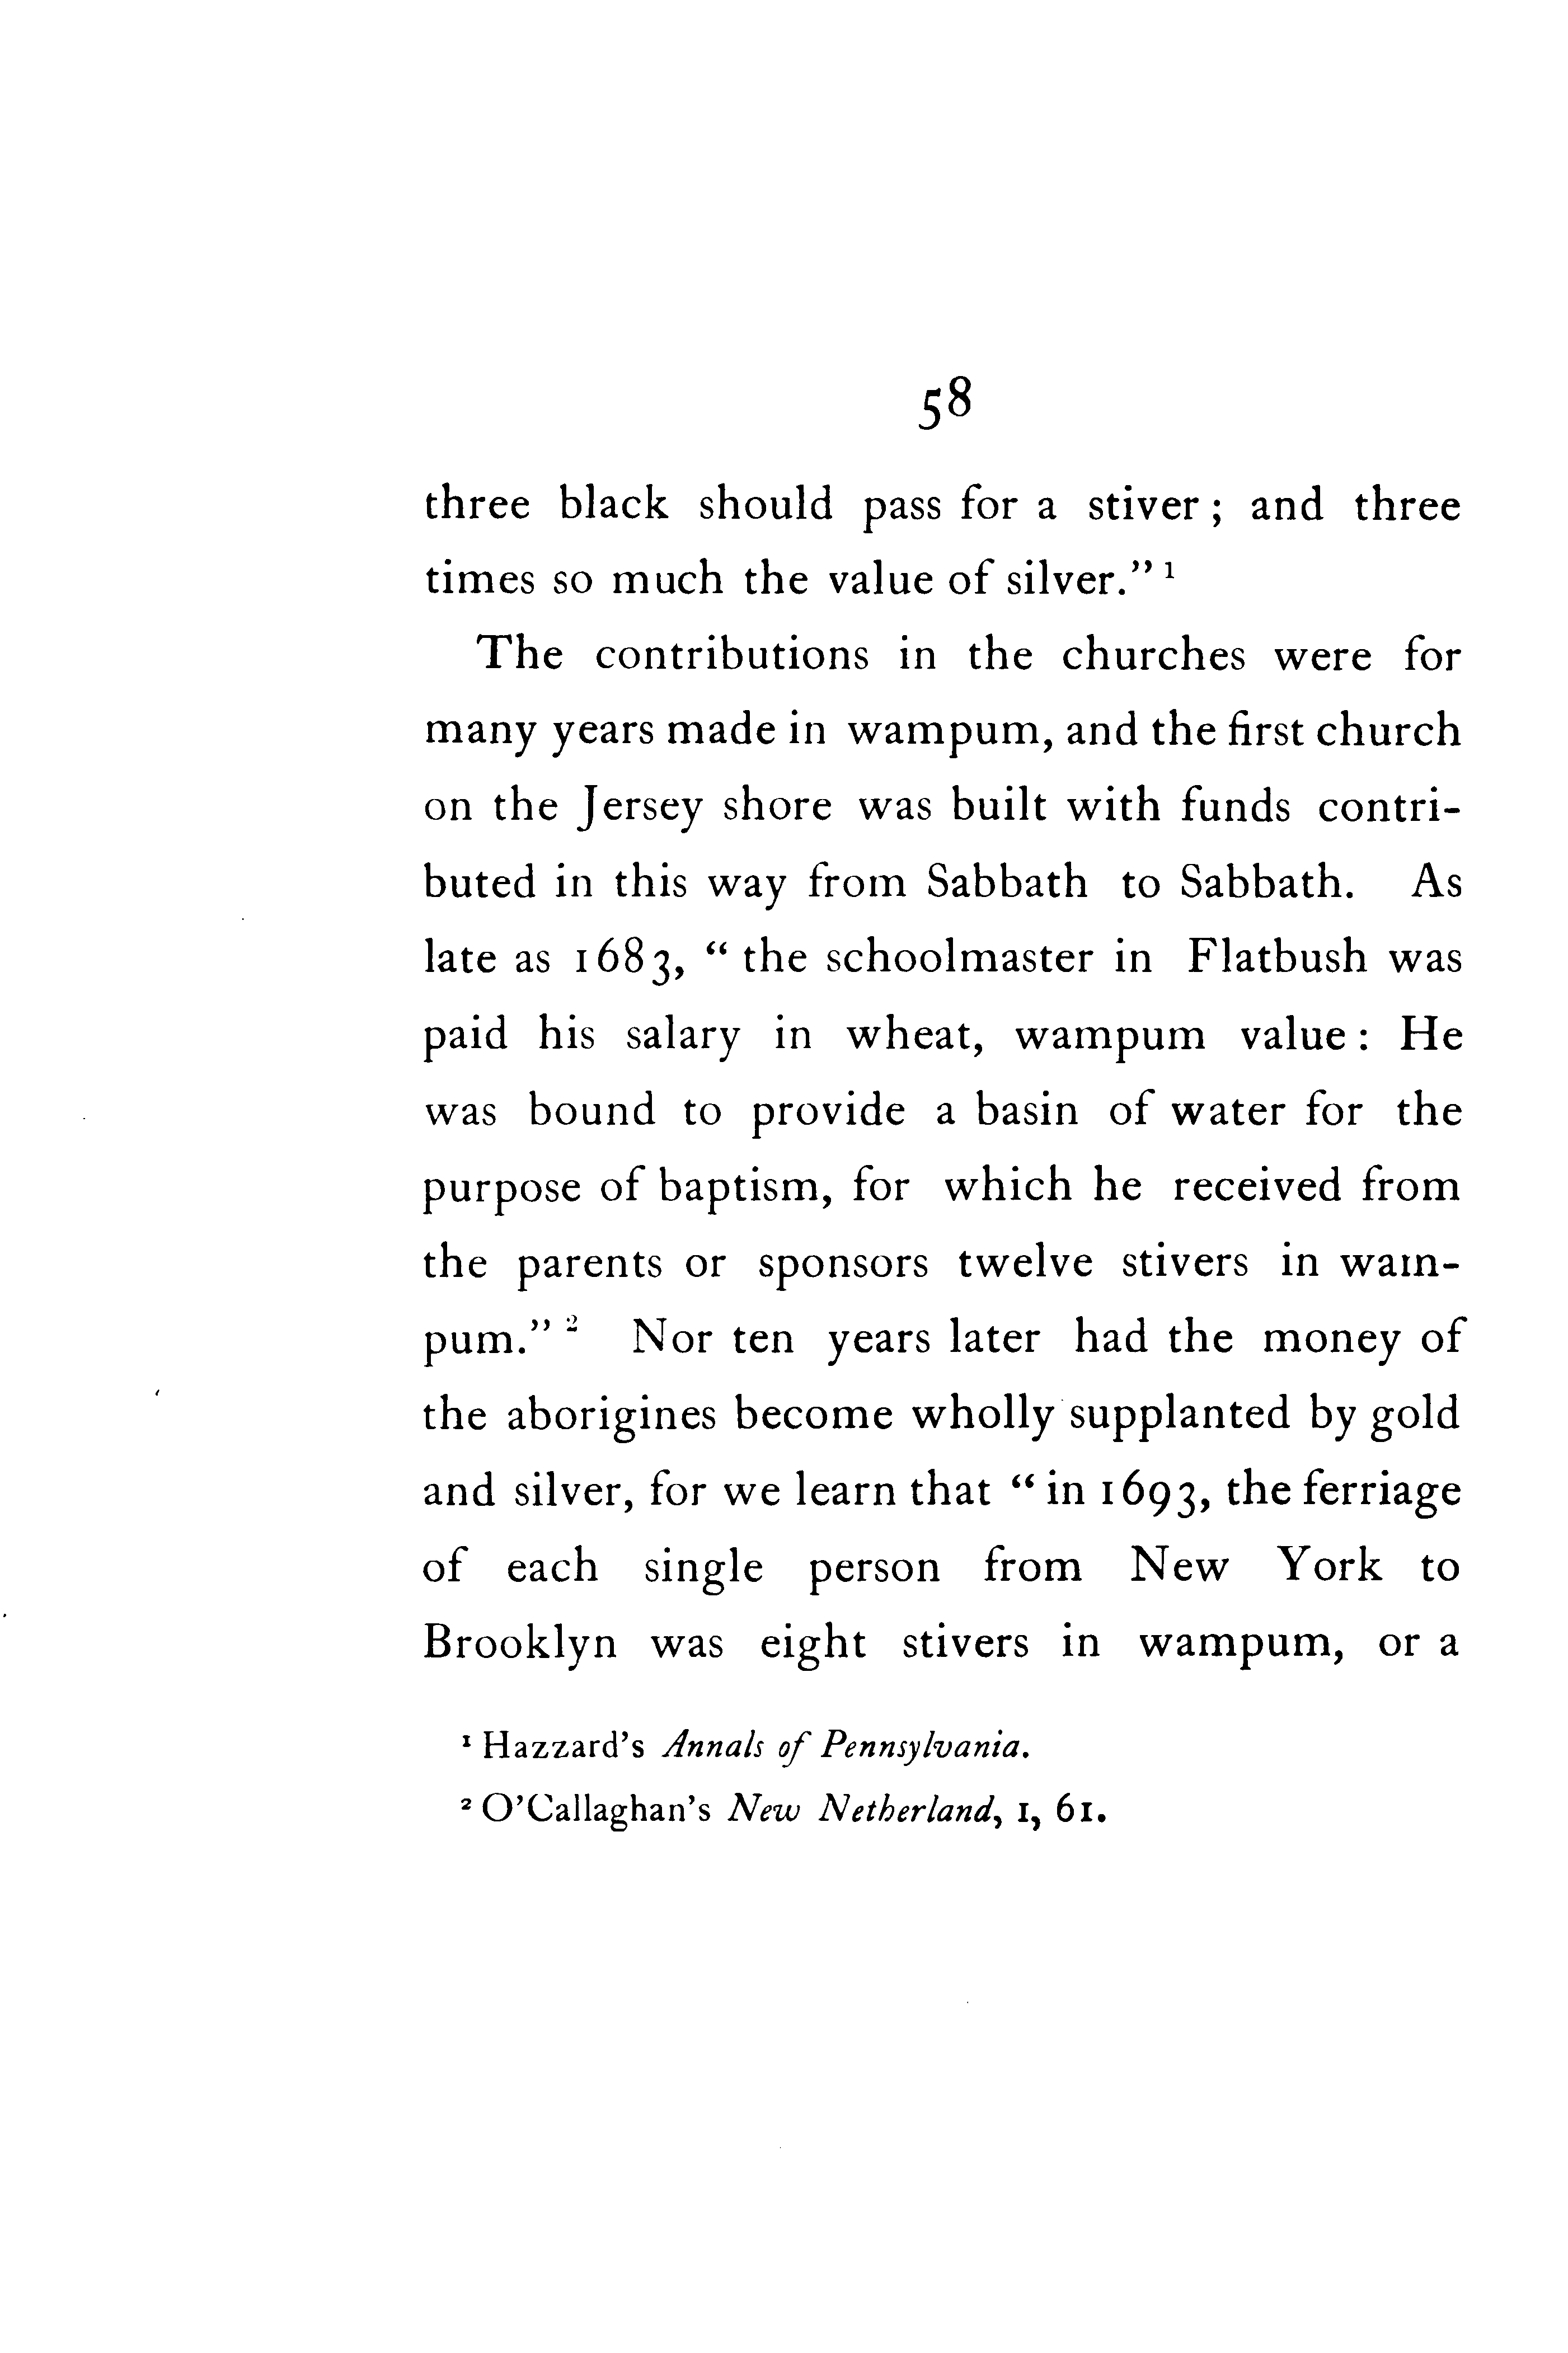 58
three black should pass for a stiver; and three
times so much the value of silver." ¹
The contributions in the churches were for
many years made in wampum, and the first church
on the Jersey shore was built with funds contri-
buted in this way from Sabbath to Sabbath. As
late as 1683, "the schoolmaster in Flatbush was
paid his salary in wheat, wampum value: He
was bound to provide a basin of water for the
purpose of baptism, for which he received from
the parents or sponsors twelve stivers in wam-
pum." ² Nor ten years later had the money of
the aborigines become wholly supplanted by gold
and silver, for we learn that "in 1693, the ferriage
of each single person from New York to
Brooklyn was eight stivers in wampum, or a
¹ Hazzard's Annals of Pennsylvania.
² O'Callaghan's New Netherland, 1, 61.